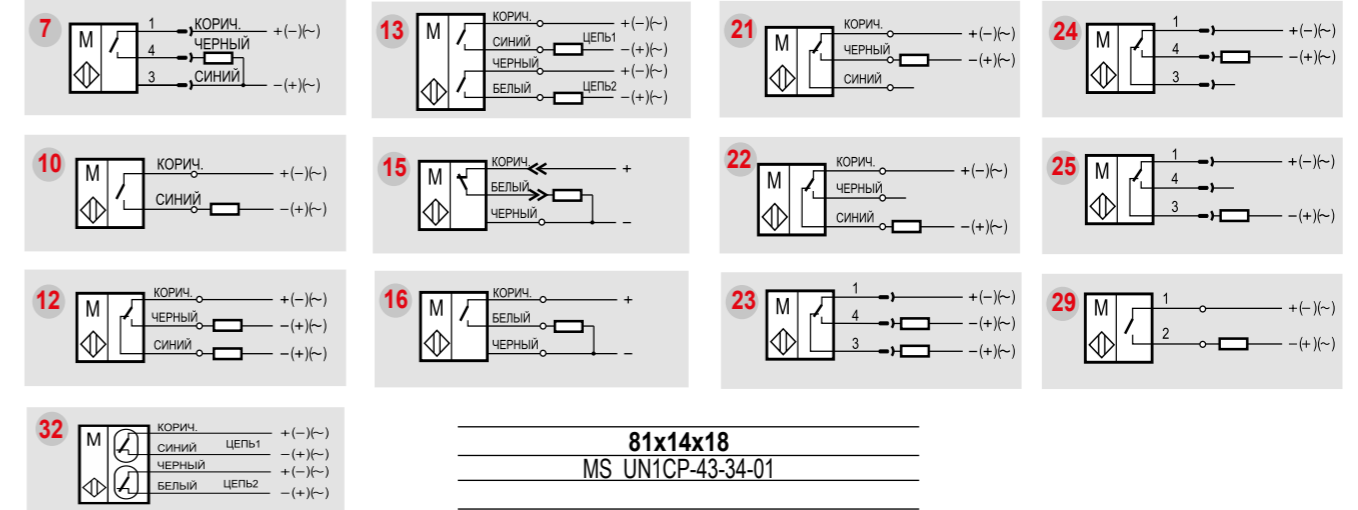 7
M
1 КОРИЧ. +(−)(~)
4 ЧЕРНЫЙ
3 СИНИЙ −(+)(~)
13
M
КОРИЧ. +(−)(~)
СИНИЙ ЦЕПЬ1 −(+)(~)
ЧЕРНЫЙ +(−)(~)
БЕЛЫЙ ЦЕПЬ2 −(+)(~)
21
M
КОРИЧ. +(−)(~)
ЧЕРНЫЙ −(+)(~)
СИНИЙ
24
M
1 +(−)(~)
4 −(+)(~)
3
10
M
КОРИЧ. +(−)(~)
СИНИЙ −(+)(~)
15
M
КОРИЧ. +
БЕЛЫЙ
ЧЕРНЫЙ −
22
M
КОРИЧ. +(−)(~)
ЧЕРНЫЙ
СИНИЙ −(+)(~)
25
M
1 +(−)(~)
4
3 −(+)(~)
12
M
КОРИЧ. +(−)(~)
ЧЕРНЫЙ −(+)(~)
СИНИЙ −(+)(~)
16
M
КОРИЧ. +
БЕЛЫЙ
ЧЕРНЫЙ −
23
M
1 +(−)(~)
4 −(+)(~)
3 −(+)(~)
29
M
1 +(−)(~)
2 −(+)(~)
32
M
КОРИЧ. +(−)(~)
СИНИЙ ЦЕПЬ1 −(+)(~)
ЧЕРНЫЙ +(−)(~)
БЕЛЫЙ ЦЕПЬ2 −(+)(~)
81x14x18
MS UN1CP-43-34-01